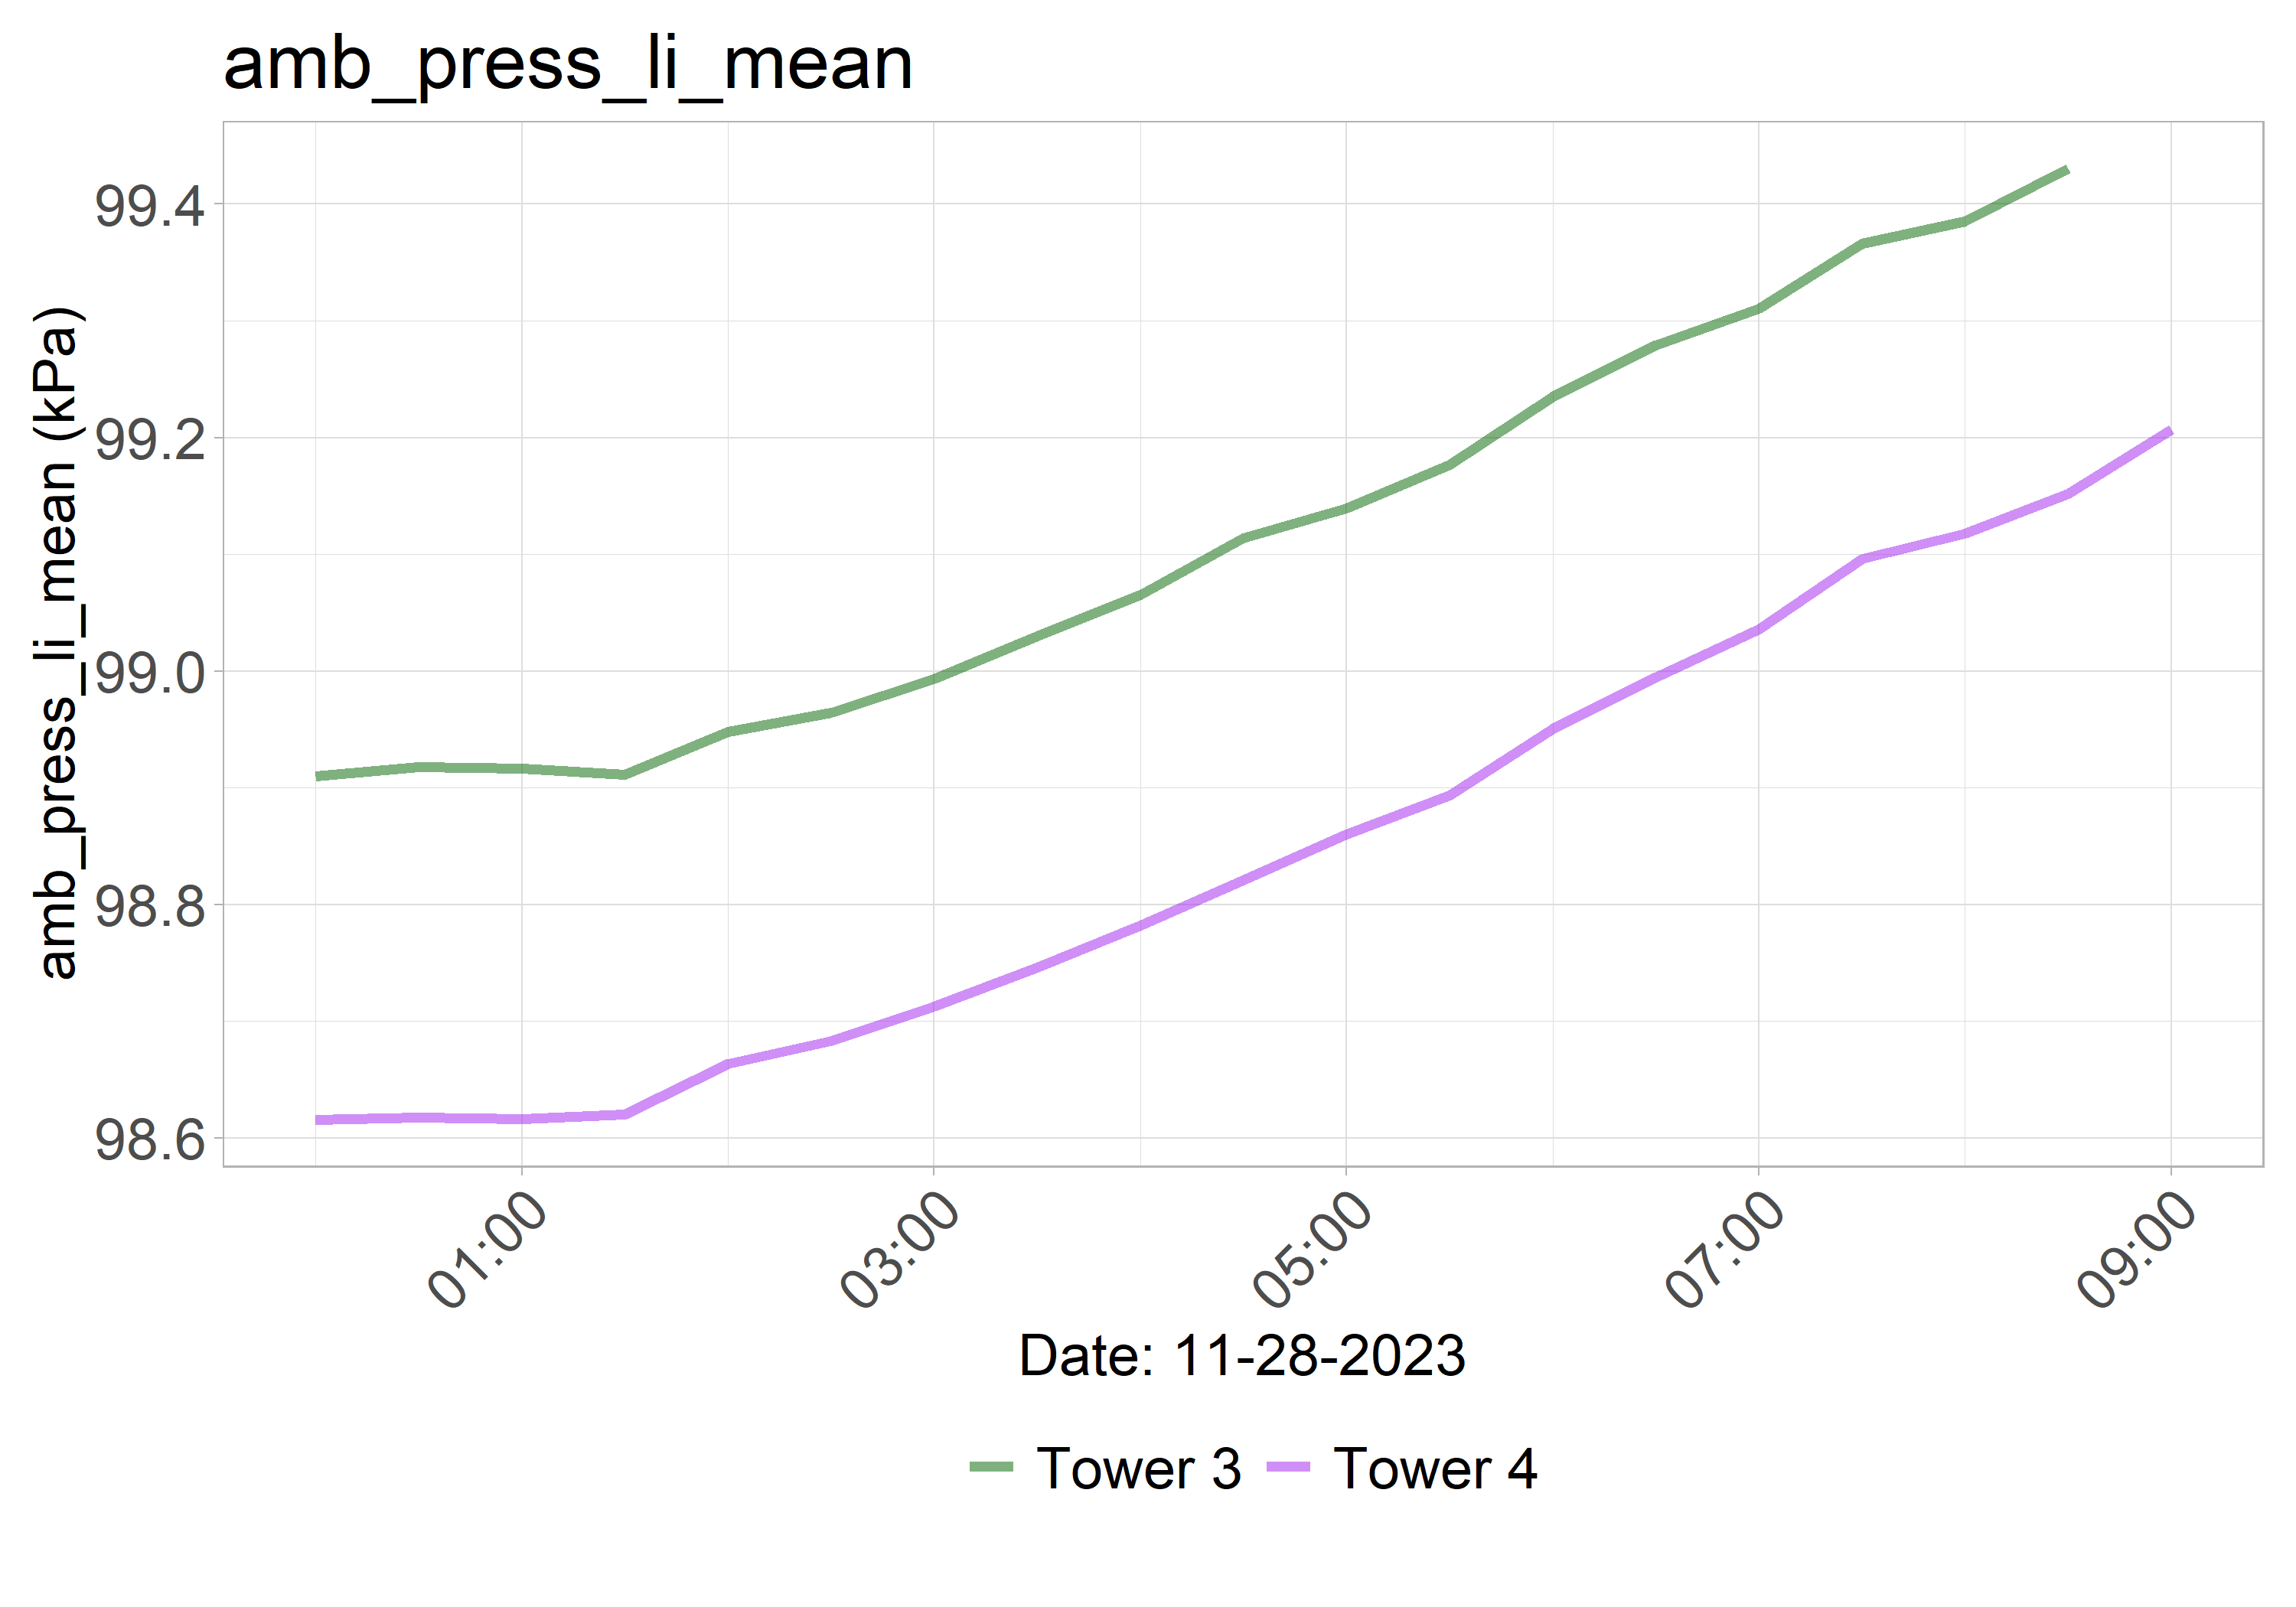 amb_press_li_mean
amb_press_li_mean (kPa)
99.4
99.2
99.0
98.8
98.6
01:00
03:00
05:00
07:00
09:00
Date: 11-28-2023
Tower 3
Tower 4